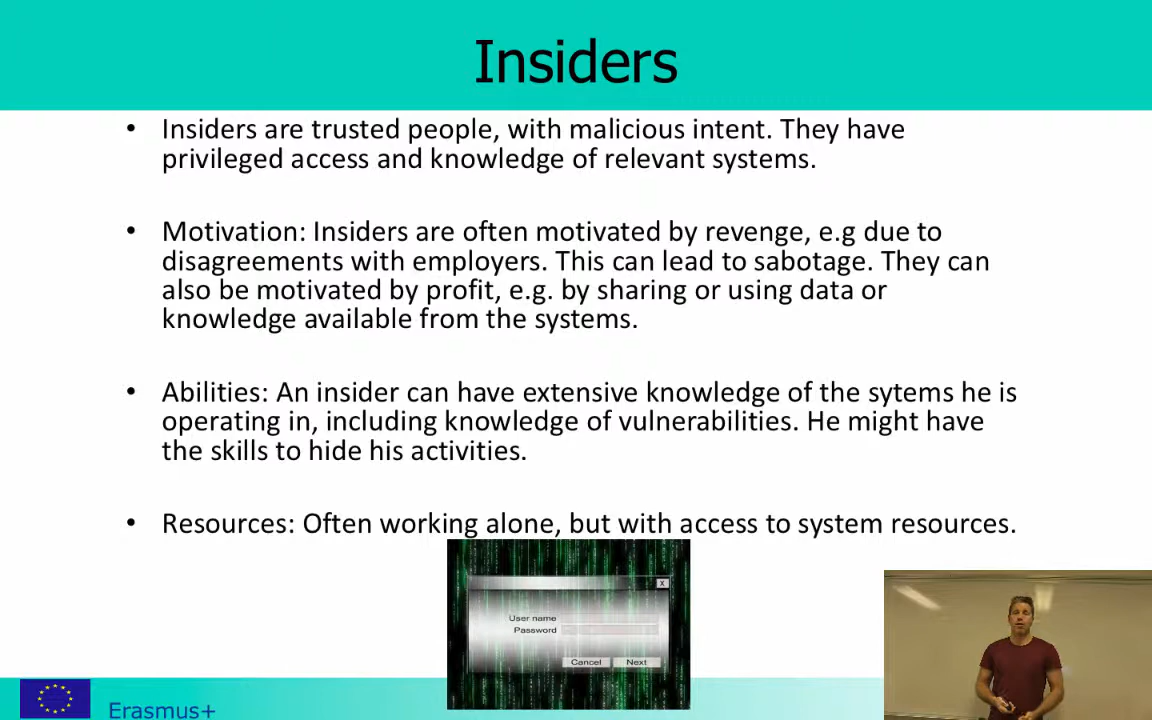 Insiders
• Insiders are trusted people, with malicious intent. They have
privileged access and knowledge of relevant systems.
• Motivation: Insiders are often motivated by revenge, e.g due to
disagreements with employers. This can lead to sabotage. They can
also be motivated by profit, e.g. by sharing or using data or
knowledge available from the systems.
• Abilities: An insider can have extensive knowledge of the sytems he is
operating in, including knowledge of vulnerabilities. He might have
the skills to hide his activities.
• Resources: Often working alone, but with access to system resources.
X
User name
Password
Cancel Next
Erasmus+